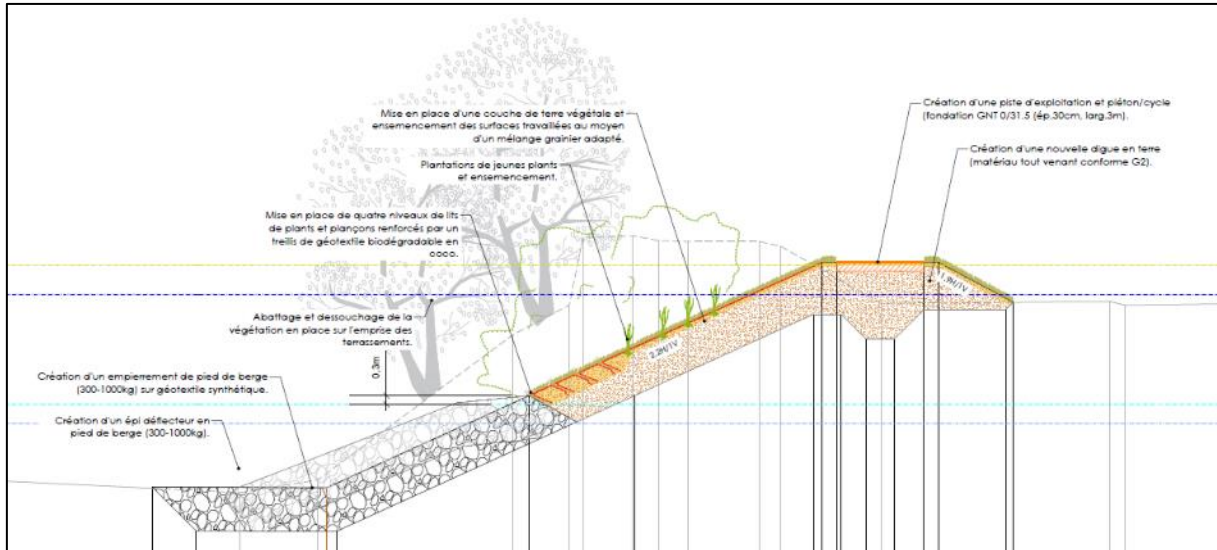 Mise en place d'une couche de terre végétale et
ensemencement des surfaces travaillées au moyen
d'un mélange grainier adapté.
Plantations de jeunes plants
et ensemencement.
Mise en place de quatre niveaux de lits
de plants et plançons renforcés par un
treillis de géotextile biodégradable en
coco.
Abattage et dessouchage de la
végétation en place sur l'emprise des
terrassements.
0.3m
Création d'un empierrement de pied de berge
(300-1000kg) sur géotextile synthétique.
Création d'un épi déflecteur en
pied de berge (300-1000kg).
Création d'une piste d'exploitation et piéton/cycle
(fondation GNT 0/31.5 (ép.30cm, larg.3m).
Création d'une nouvelle digue en terre
(matériau tout venant conforme G2).
2.2H/1V
1.9H/1V